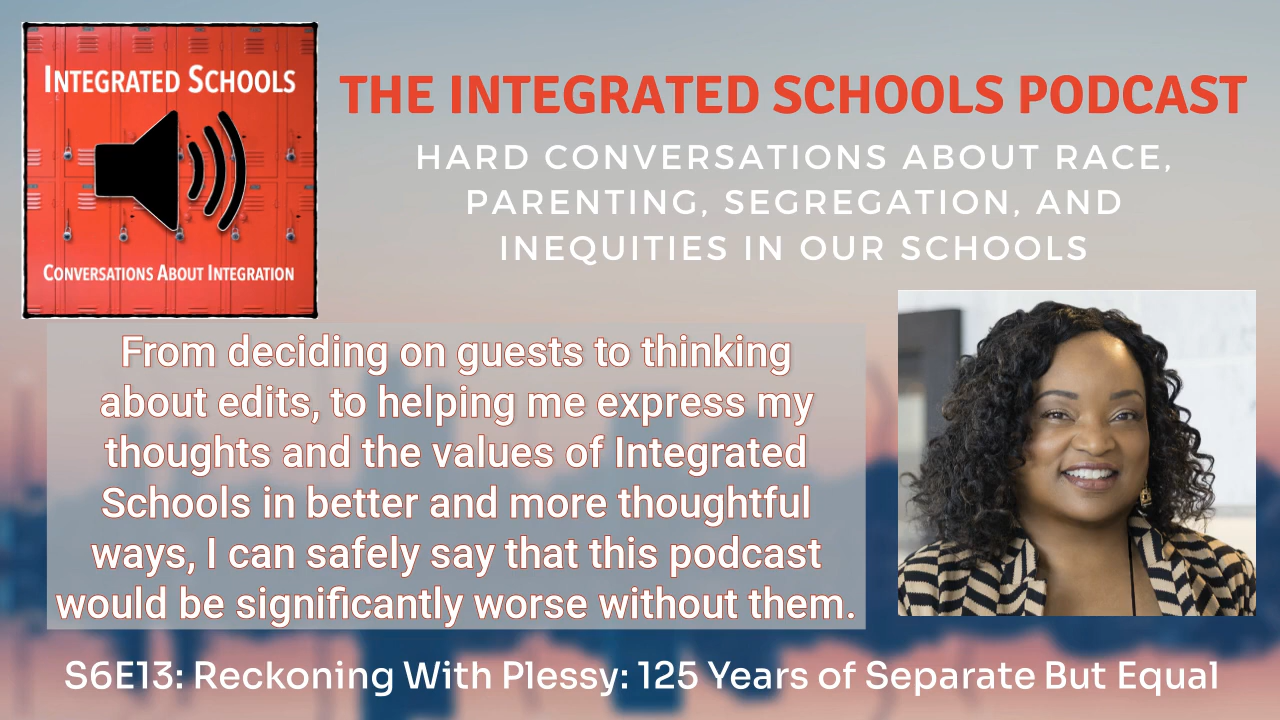 INTEGRATED SCHOOLS
CONVERSATIONS ABOUT INTEGRATION
THE INTEGRATED SCHOOLS PODCAST
HARD CONVERSATIONS ABOUT RACE,
PARENTING, SEGREGATION, AND
INEQUITIES IN OUR SCHOOLS
From deciding on guests to thinking
about edits, to helping me express my
thoughts and the values of Integrated
Schools in better and more thoughtful
ways, I can safely say that this podcast
would be significantly worse without them.
S6E13: Reckoning With Plessy: 125 Years of Separate But Equal